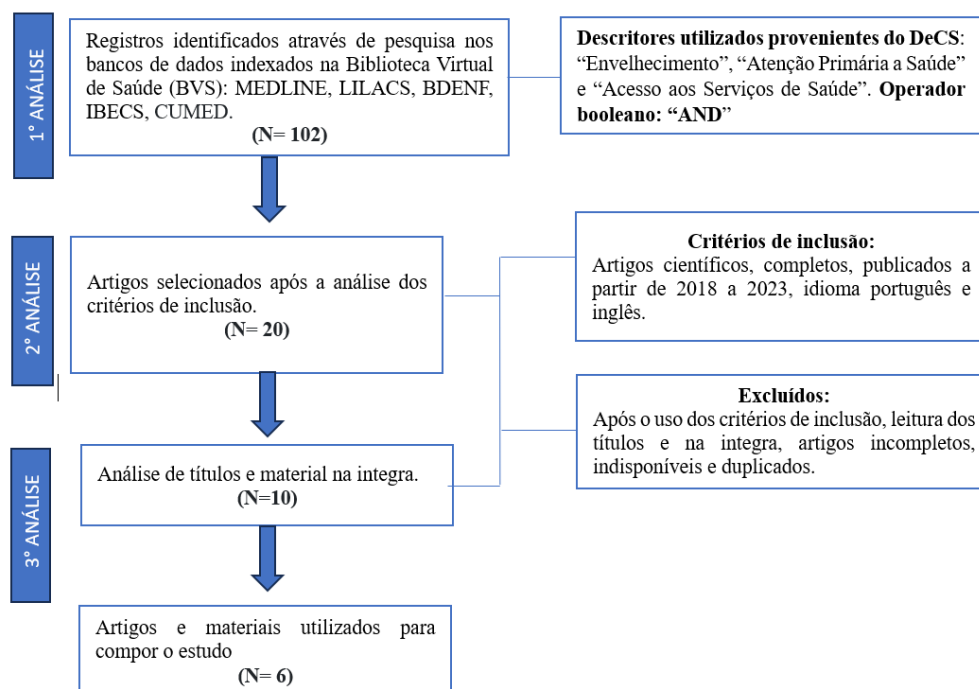 1° ANÁLISE
Registros identificados através de pesquisa nos
bancos de dados indexados na Biblioteca Virtual
de Saúde (BVS): MEDLINE, LILACS, BDENF,
IBECS, CUMED.
(N= 102)
Descritores utilizados provenientes do DeCS:
“Envelhecimento”, “Atenção Primária a Saúde”
e “Acesso aos Serviços de Saúde”. Operador
booleano: “AND”
2° ANÁLISE
Artigos selecionados após a análise dos
critérios de inclusão.
(N= 20)
Critérios de inclusão:
Artigos científicos, completos, publicados a
partir de 2018 a 2023, idioma português e
inglês.
Excluídos:
Após o uso dos critérios de inclusão, leitura dos
títulos e na integra, artigos incompletos,
indisponíveis e duplicados.
3° ANÁLISE
Análise de títulos e material na integra.
(N=10)
Artigos e materiais utilizados para
compor o estudo
(N= 6)